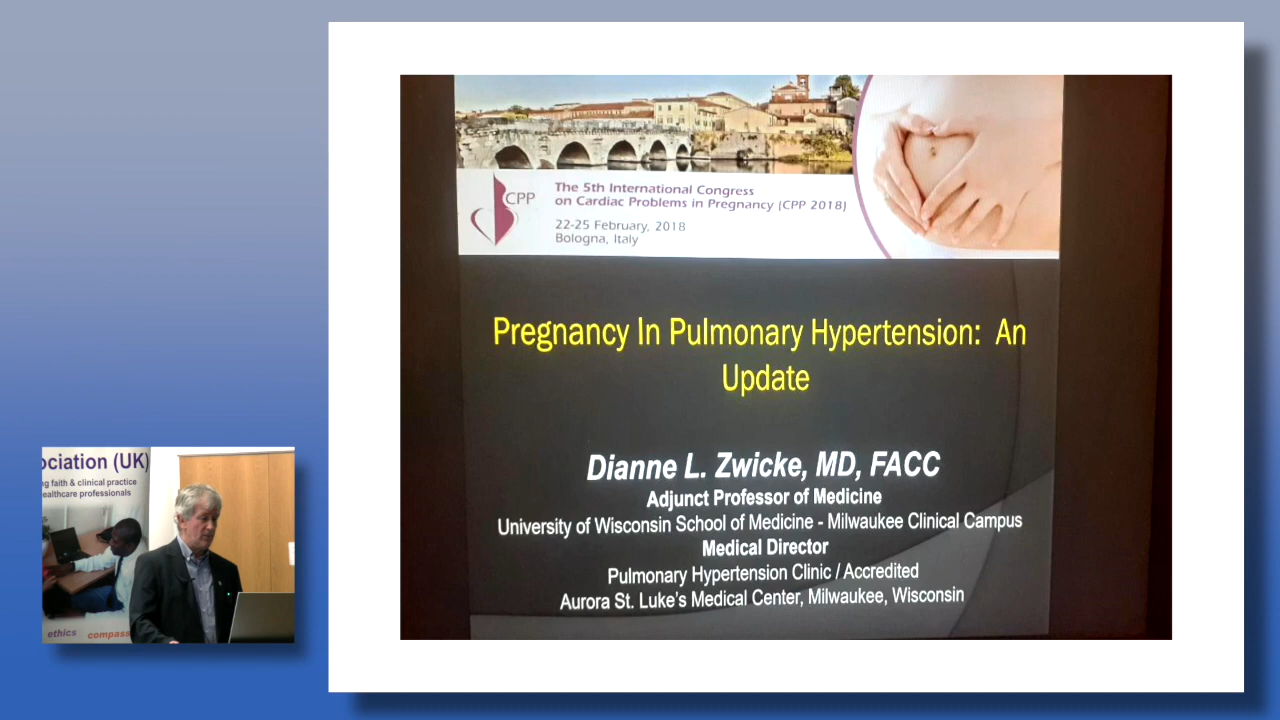 ociation (UK)
ng faith & clinical practice
ealthcare professionals
ethics compass
CPP
The 5th International Congress
on Cardiac Problems in Pregnancy (CPP 2018)
22-25 February, 2018
Bologna, Italy
Pregnancy In Pulmonary Hypertension: An
Update
Dianne L. Zwicke, MD, FACC
Adjunct Professor of Medicine
University of Wisconsin School of Medicine - Milwaukee Clinical Campus
Medical Director
Pulmonary Hypertension Clinic / Accredited
Aurora St. Luke's Medical Center, Milwaukee, Wisconsin